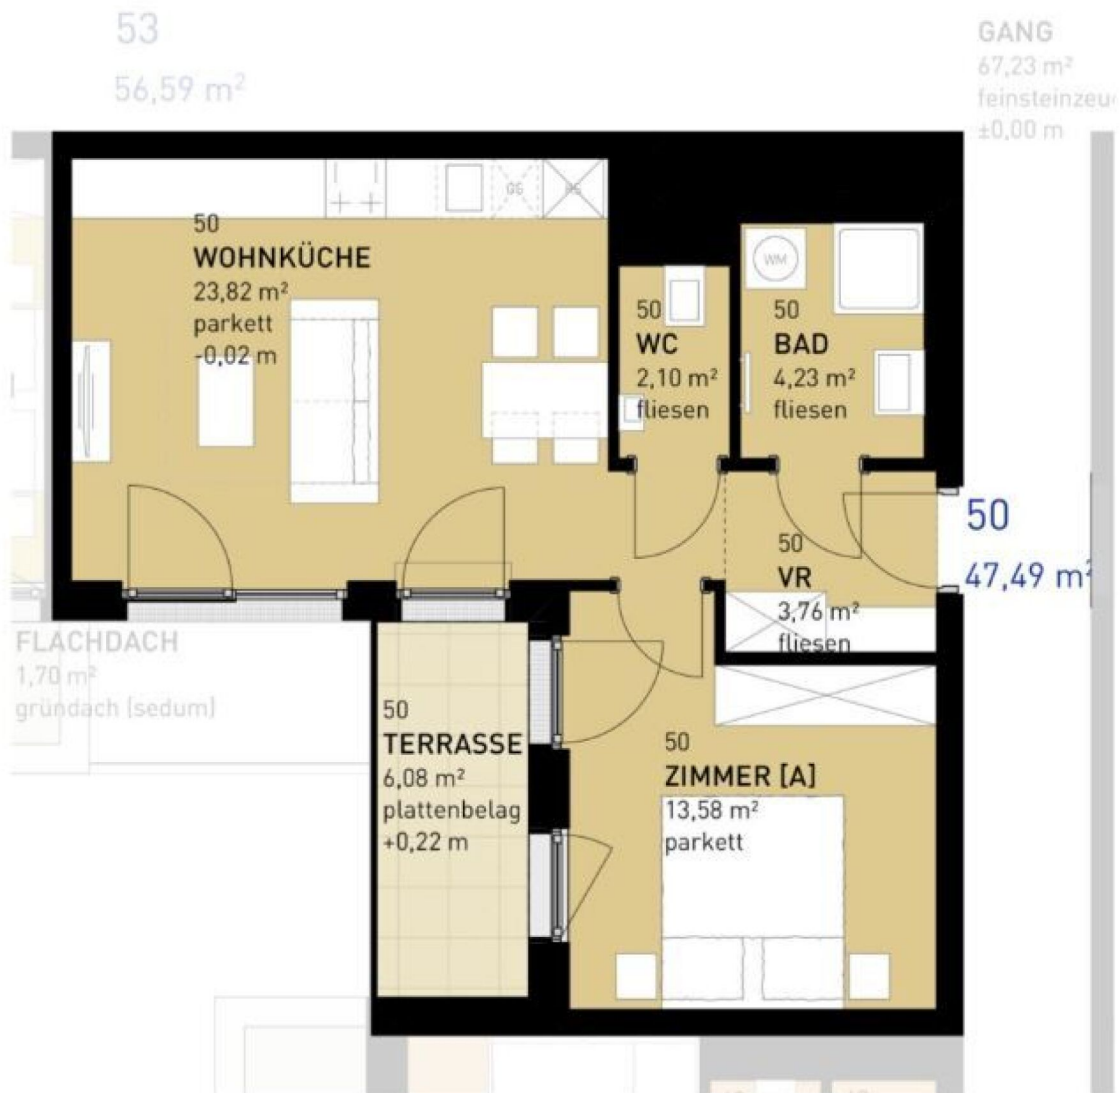 53
56,59 m²
GANG
67,23 m²
feinsteinzeu
±0,00 m
GG
50
WOHNKÜCHE
23,82 m²
parkett
-0,02 m
50
WC
2,10 m²
fliesen
WM
50
BAD
4,23 m²
fliesen
50
47,49 m²
50
VR
3,76 m²
fliesen
FLACHDACH
1,70 m²
gründach (sedum)
50
TERRASSE
6,08 m²
plattenbelag
+0,22 m
50
ZIMMER [A]
13,58 m²
parkett